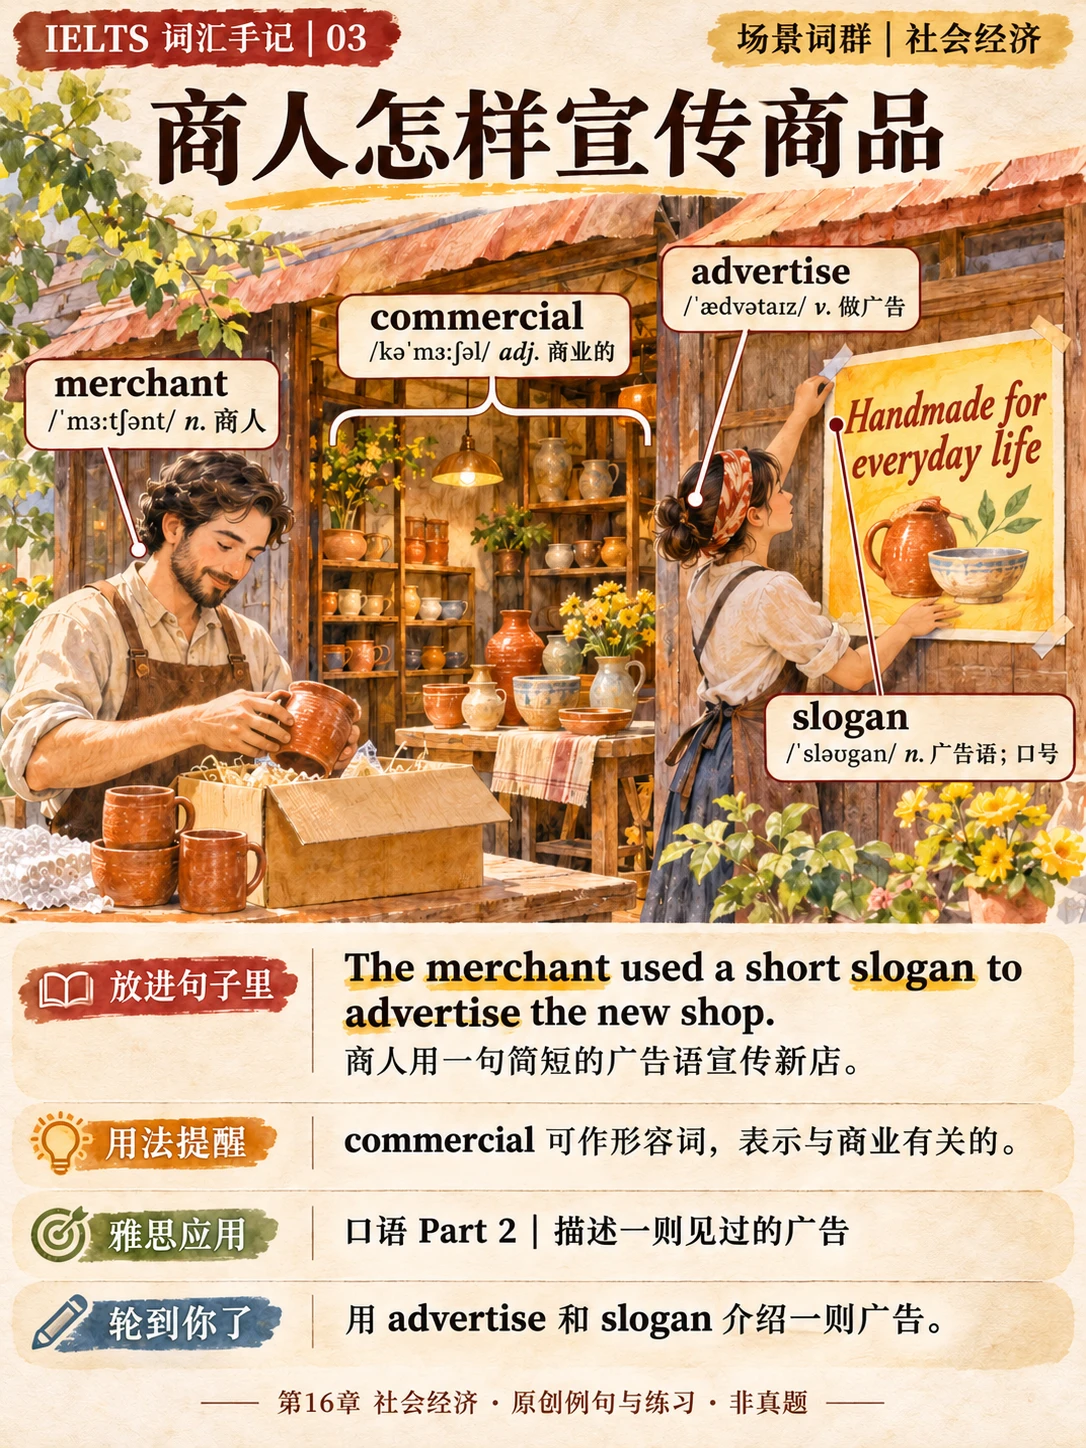 IELTS 词汇手记 | 03
场景词群 | 社会经济
商人怎样宣传商品
advertise
/ˈædvətaɪz/ v. 做广告
commercial
/kəˈmɜːʃəl/ adj. 商业的
merchant
/ˈmɜːtʃənt/ n. 商人
Handmade for
everyday life
slogan
/ˈsləʊgən/ n. 广告语；口号
放进句子里
The merchant used a short slogan to
advertise the new shop.
商人用一句简短的广告语宣传新店。
用法提醒
commercial 可作形容词，表示与商业有关的。
雅思应用
口语 Part 2 | 描述一则见过的广告
轮到你了
用 advertise 和 slogan 介绍一则广告。
第16章 社会经济 · 原创例句与练习 · 非真题